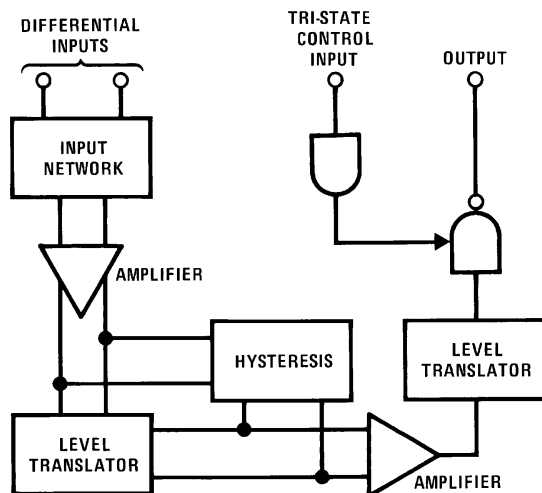 DIFFERENTIAL
INPUTS
TRI-STATE
CONTROL
INPUT
OUTPUT
INPUT
NETWORK
AMPLIFIER
HYSTERESIS
LEVEL
TRANSLATOR
LEVEL
TRANSLATOR
AMPLIFIER